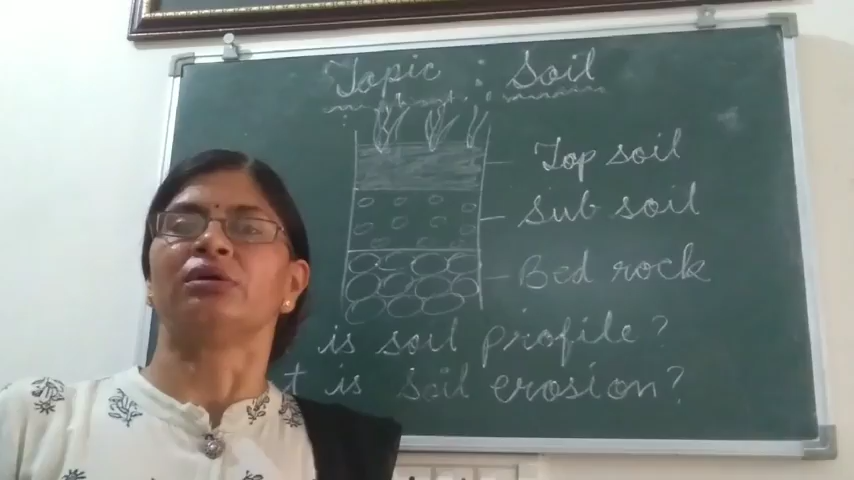 Topic : Soil
Top soil
Sub soil
Bed rock
is soil profile?
t is soil erosion?